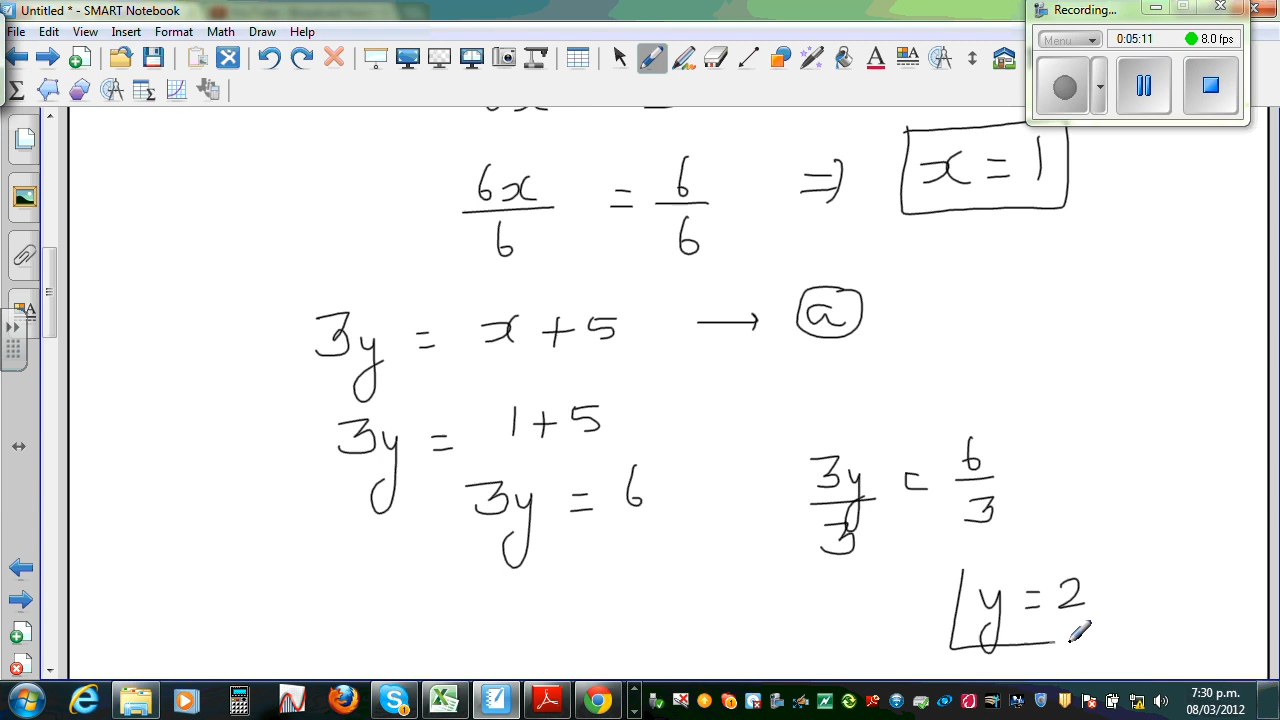 Untitled * - SMART Notebook
Recording...
File Edit View Insert Format Math Draw Help
Menu
0:05:11
8.0 fps
6x/6 = 6/6 ⇒ x = 1
3y = x + 5 → a
3y = 1 + 5
3y = 6
3y/3 = 6/3
y = 2
7:30 p.m.
08/03/2012